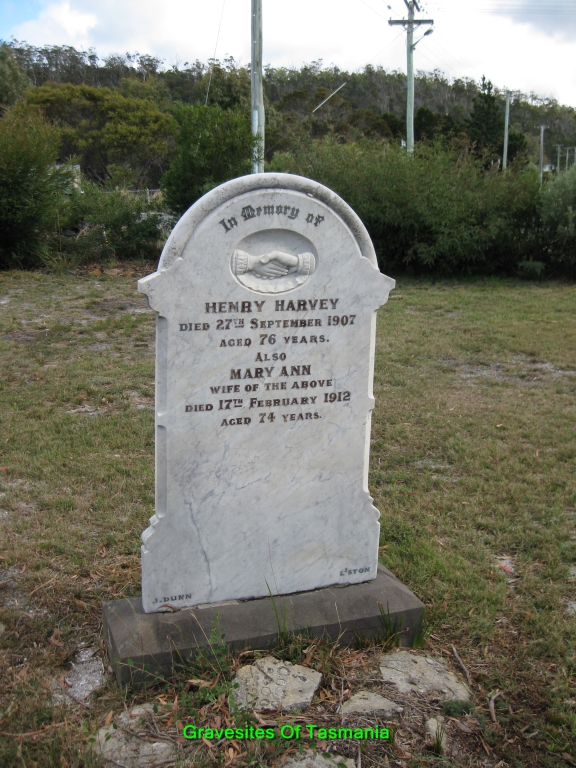 In Memory of
HENRY HARVEY
DIED 27TH SEPTEMBER 1907
AGED 76 YEARS.
ALSO
MARY ANN
WIFE OF THE ABOVE
DIED 17TH FEBRUARY 1912
AGED 74 YEARS.
J. DUNN
L'STON
Gravesites Of Tasmania